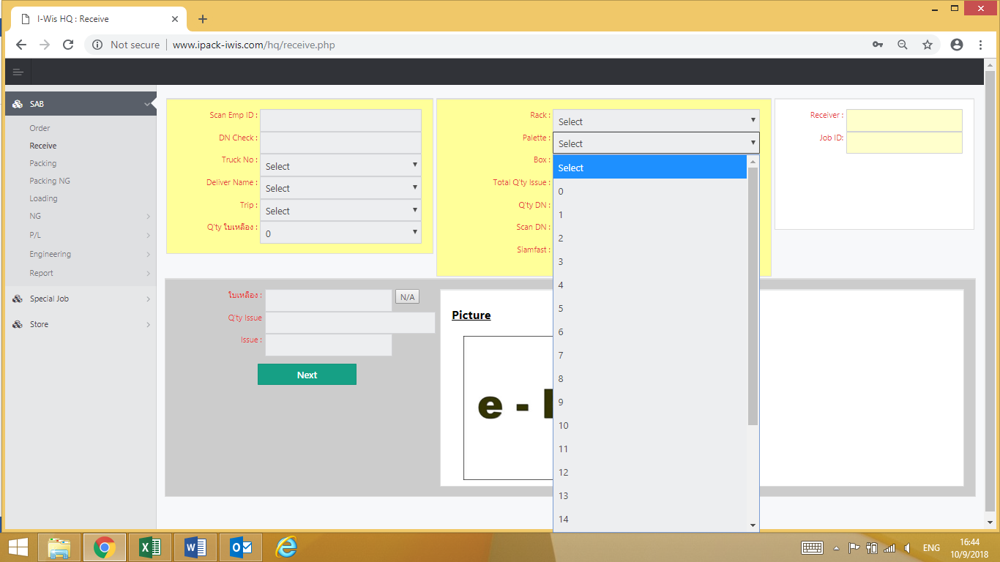 I-Wis HQ : Receive
Not secure
www.ipack-iwis.com/hq/receive.php
SAB
Order
Receive
Packing
Packing NG
Loading
NG
P/L
Engineering
Report
Special Job
Store
Scan Emp ID :
DN Check :
Truck No : Select
Deliver Name : Select
Trip : Select
Q'ty ใบเหลือง : 0
Rack : Select
Palette : Select
Box :
Total Q'ty Issue :
Q'ty DN :
Scan DN :
Siamfast :
Select
0
1
2
3
4
5
6
7
8
9
10
11
12
13
14
Receiver :
Job ID:
ใบเหลือง : N/A
Q'ty Issue
Issue :
Next
Picture
e -
ENG
16:44
10/9/2018